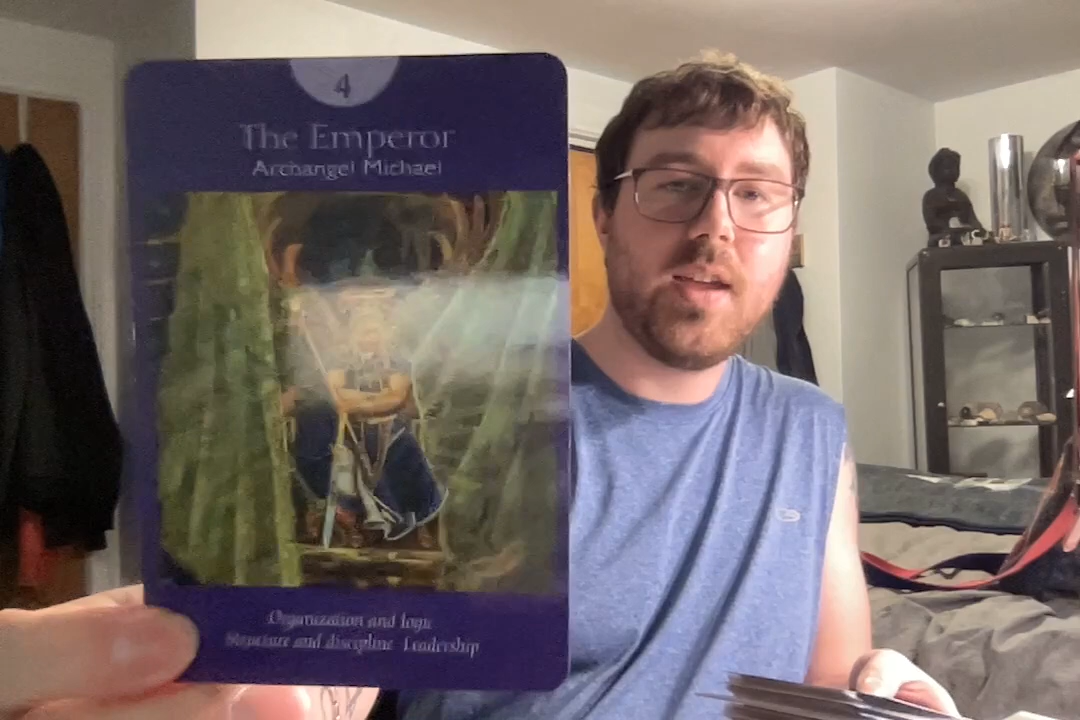 4
The Emperor
Archangel Michael
Organization and logic
Structure and discipline Leadership